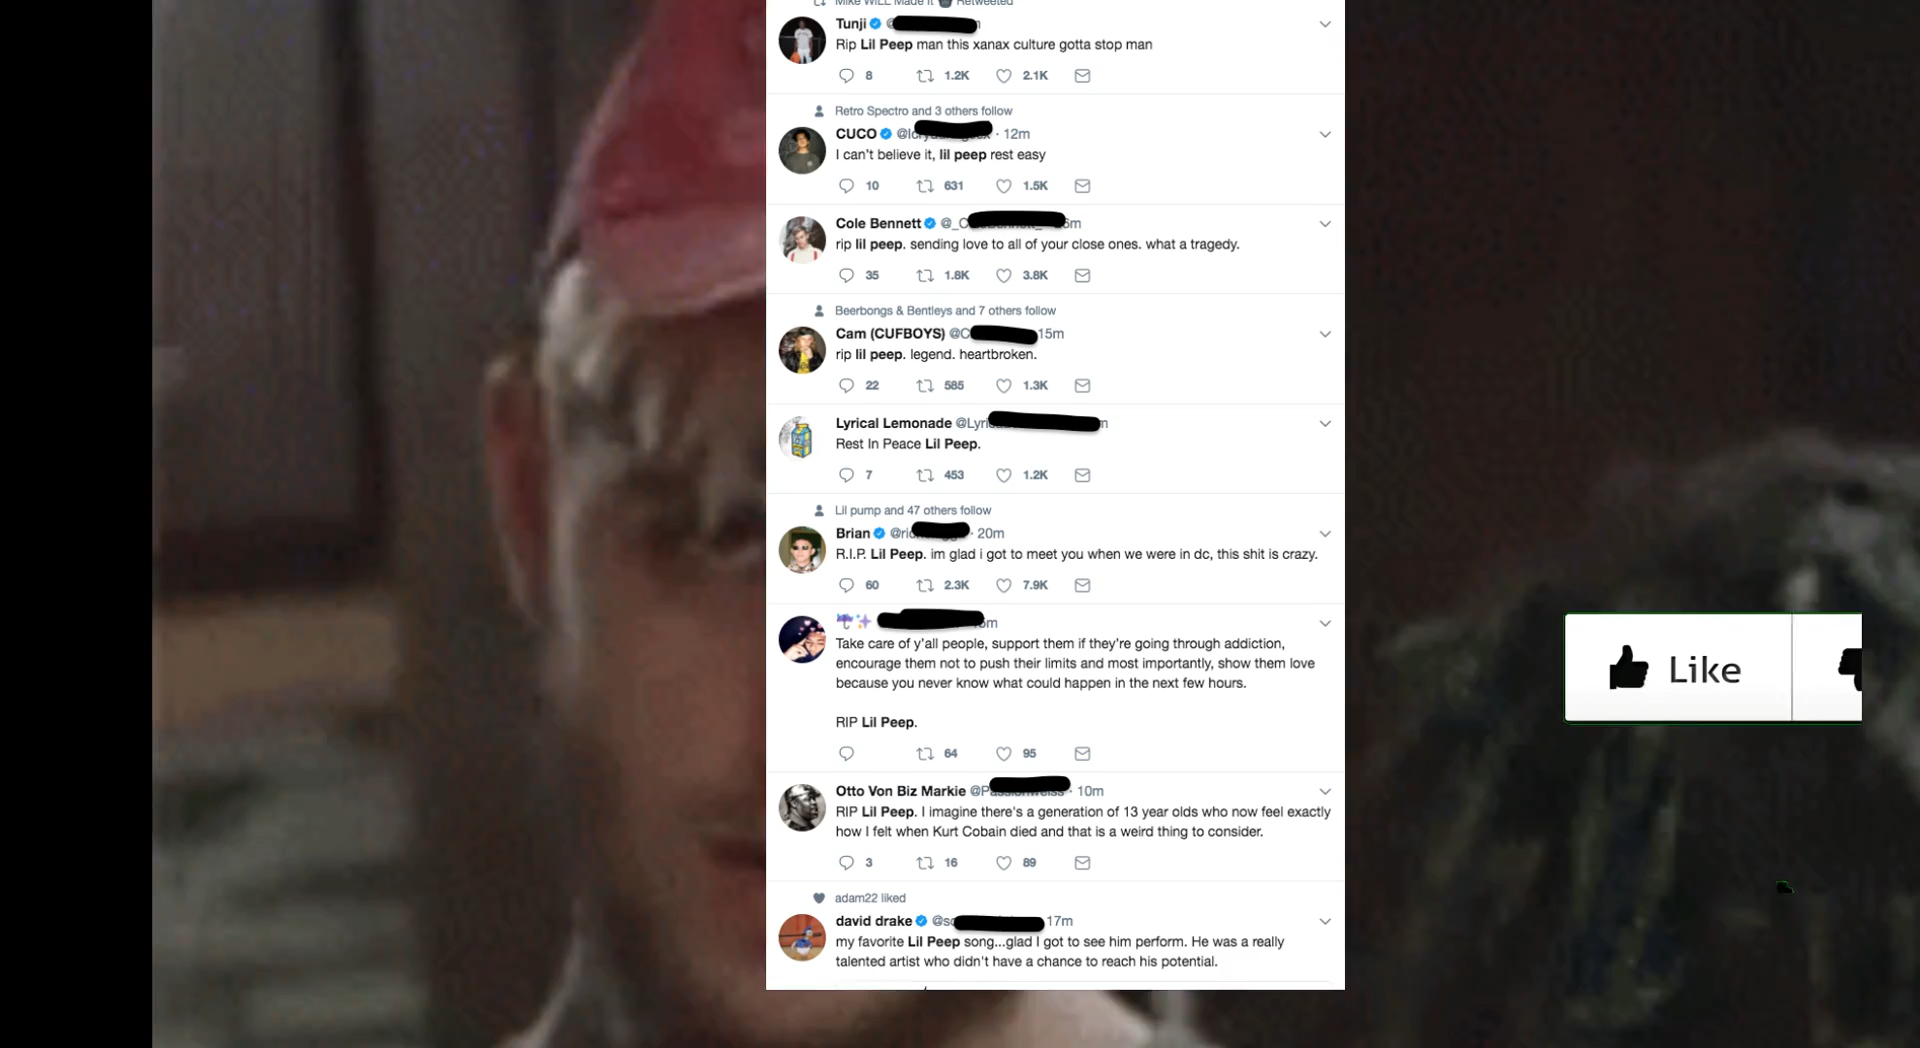 Mike WiLL Made It Retweeted
Tunji @
Rip Lil Peep man this xanax culture gotta stop man
8 1.2K 2.1K
Retro Spectro and 3 others follow
CUCO · 12m
I can't believe it, lil peep rest easy
10 631 1.5K
Cole Bennett
rip lil peep. sending love to all of your close ones. what a tragedy.
35 1.8K 3.8K
Beerbongs & Bentleys and 7 others follow
Cam (CUFBOYS) @C 15m
rip lil peep. legend. heartbroken.
22 585 1.3K
Lyrical Lemonade
Rest In Peace Lil Peep.
7 453 1.2K
Lil pump and 47 others follow
Brian · 20m
R.I.P. Lil Peep. im glad i got to meet you when we were in dc, this shit is crazy.
60 2.3K 7.9K
Take care of y'all people, support them if they're going through addiction,
encourage them not to push their limits and most importantly, show them love
because you never know what could happen in the next few hours.
RIP Lil Peep.
64 95
Otto Von Biz Markie · 10m
RIP Lil Peep. I imagine there's a generation of 13 year olds who now feel exactly
how I felt when Kurt Cobain died and that is a weird thing to consider.
3 16 89
adam22 liked
david drake 17m
my favorite Lil Peep song...glad I got to see him perform. He was a really
talented artist who didn't have a chance to reach his potential.
Like